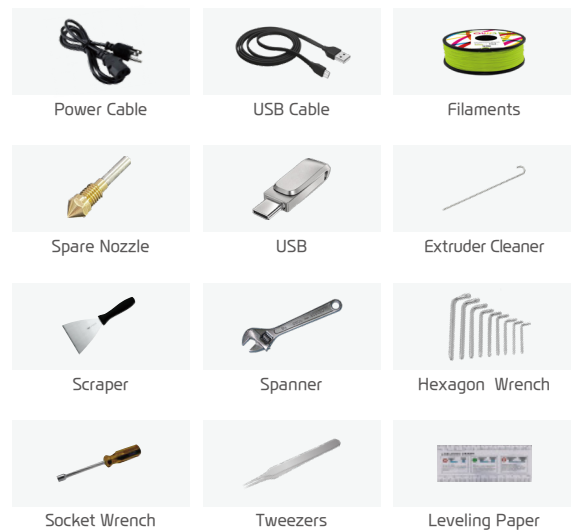 Power Cable
USB Cable
Filaments
Spare Nozzle
USB
Extruder Cleaner
Scraper
Spanner
Hexagon Wrench
Socket Wrench
Tweezers
Leveling Paper